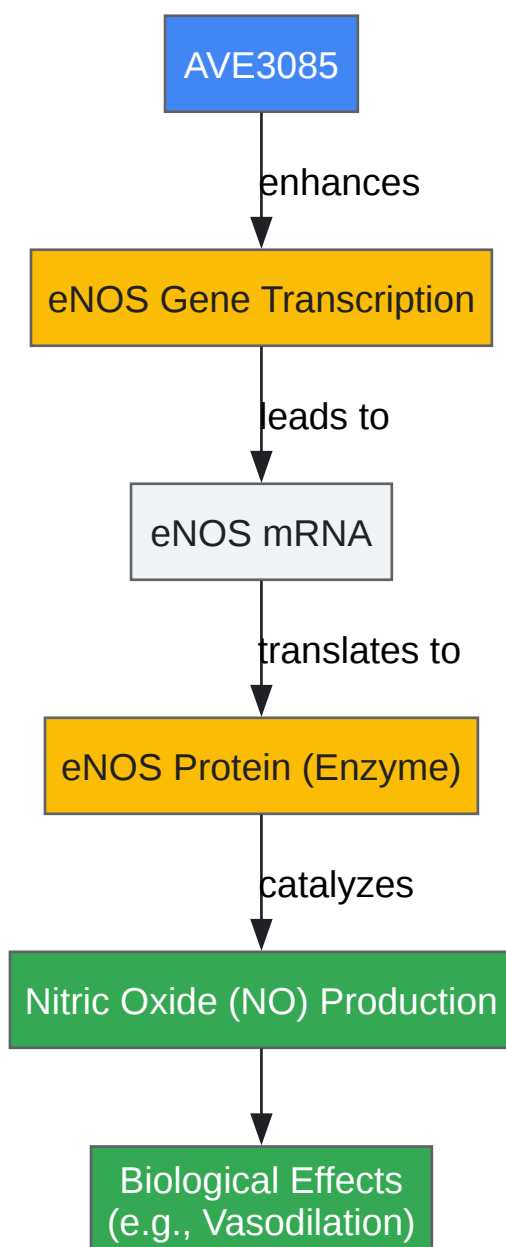 AVE3085
enhances
eNOS Gene Transcription
leads to
eNOS mRNA
translates to
eNOS Protein (Enzyme)
catalyzes
Nitric Oxide (NO) Production
Biological Effects
(e.g., Vasodilation)